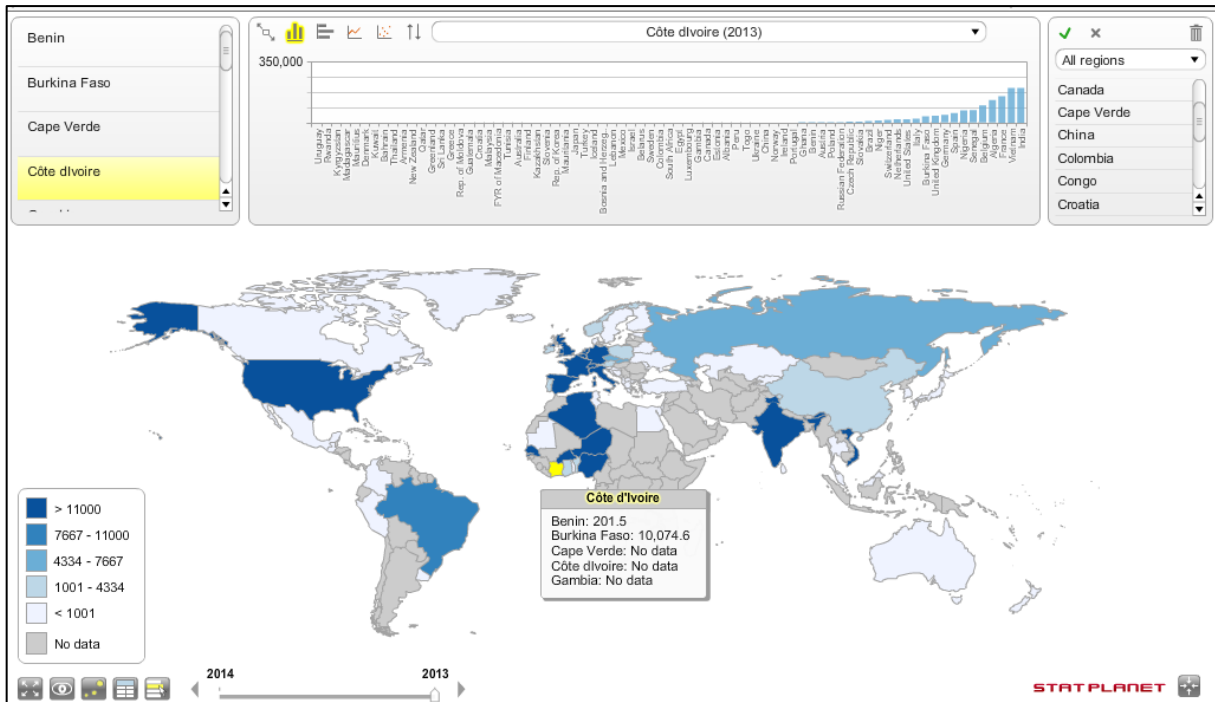 Benin
Burkina Faso
Cape Verde
Côte dIvoire
Côte dIvoire (2013)
350,000
Uruguay
Rwanda
Kyrgyzsian
Madagascar
Mauritius
Denmark
Kuwait
Bahrain
Thailand
Armenia
New Zealand
Qatar
Greenland
Sri Lanka
Greece
Rep. of Moldova
Guatemala
Croatia
Malaysia
FYR of Macedonia
Tunisia
Australia
Finland
Kazakhsian
Slovenia
Rep. of Korea
Mauritania
Japan
Turkey
Iceland
Bosnia and Herzeg...
Lebanon
Mexico
Israel
Belarus
Sweden
Colombia
South Africa
Egypt
Luxembourg
Gambia
Canada
Estonia
Albania
Peru
Togo
Ukraine
China
Norway
Ireland
Portugal
Ghana
Benin
Austria
Poland
Russian Federation
Czech Republic
Slovakia
Brazil
Niger
Switzerland
Netherlands
United States
Italy
Burkina Faso
United Kingdom
Germany
Spain
Nigeria
Senegal
Belgium
Algeria
France
Vietnam
India
All regions
Canada
Cape Verde
China
Colombia
Congo
Croatia
Côte d'Ivoire
Benin: 201.5
Burkina Faso: 10,074.6
Cape Verde: No data
Côte dIvoire: No data
Gambia: No data
> 11000
7667 - 11000
4334 - 7667
1001 - 4334
< 1001
No data
2014
2013
STATPLANET